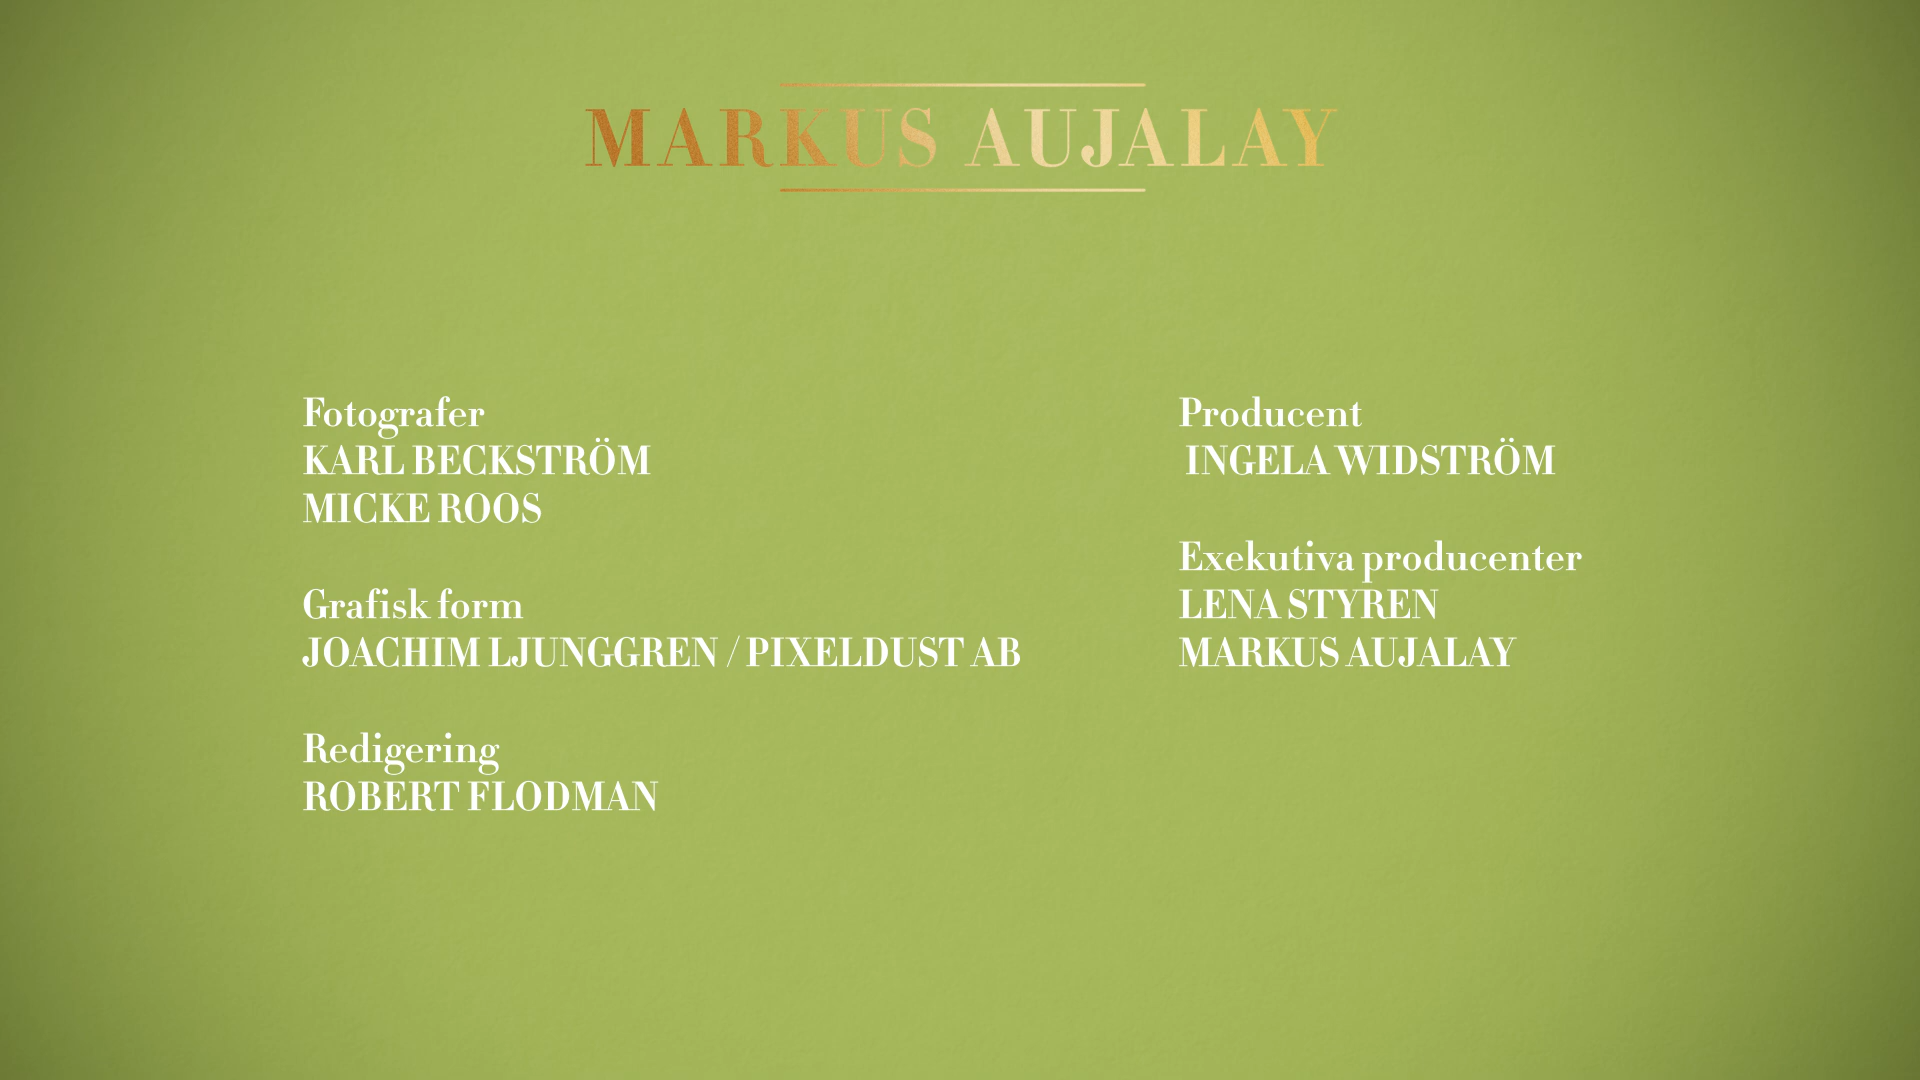 MARKUS AUJALAY
Fotografer
KARL BECKSTRÖM
MICKE ROOS
Grafisk form
JOACHIM LJUNGGREN / PIXELDUST AB
Redigering
ROBERT FLODMAN
Producent
INGELA WIDSTRÖM
Exekutiva producenter
LENA STYREN
MARKUS AUJALAY